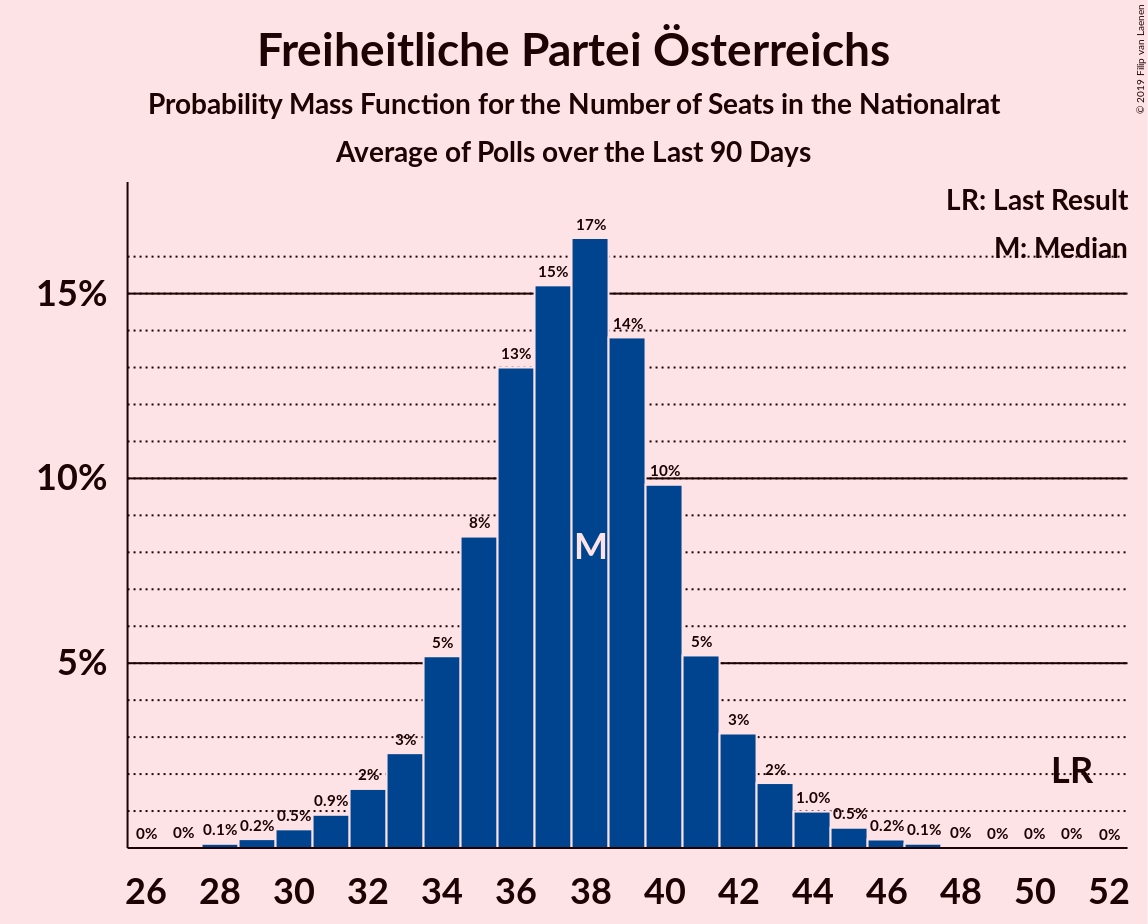 Freiheitliche Partei Österreichs
Probability Mass Function for the Number of Seats in the Nationalrat
Average of Polls over the Last 90 Days
© 2019 Filip van Laenen
LR: Last Result
M: Median
15%
10%
5%
0% 0% 0.1% 0.2% 0.5% 0.9% 2% 3% 5% 8% 13% 15% 17% 14% 10% 5% 3% 2% 1.0% 0.5% 0.2% 0.1% 0% 0% 0% 0% 0%
M
LR
26 28 30 32 34 36 38 40 42 44 46 48 50 52